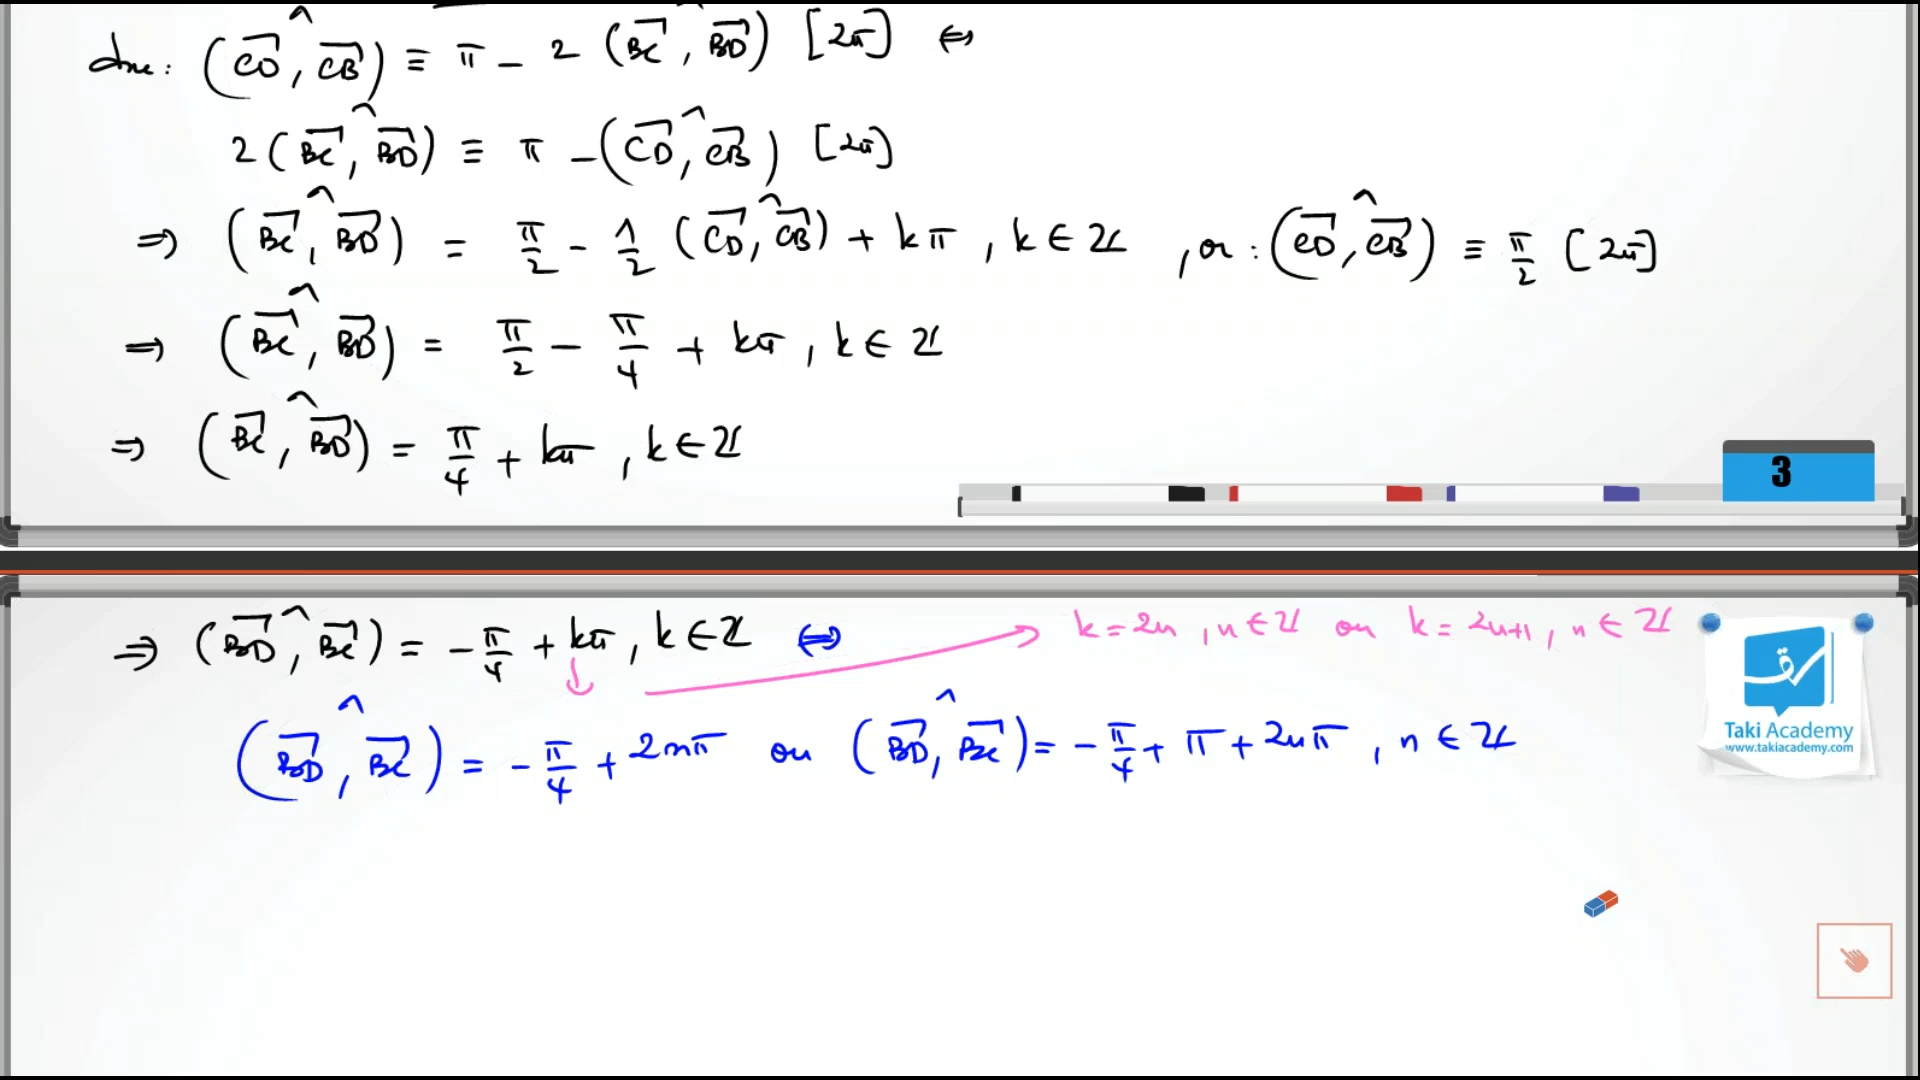 donc : (CD⃗ ^, CB⃗) ≡ π - 2 (BC⃗ ^, BD⃗) [2π] ⇔
2 (BC⃗ ^, BD⃗) ≡ π - (CD⃗ ^, CB⃗) [2π]
⇒ (BC⃗ ^, BD⃗) = π/2 - 1/2 (CD⃗ ^, CB⃗) + kπ , k ∈ ℤ , or : (CD⃗ ^, CB⃗) ≡ π/2 [2π]
⇒ (BC⃗ ^, BD⃗) = π/2 - π/4 + kπ , k ∈ ℤ
⇒ (BC⃗ ^, BD⃗) = π/4 + kπ , k ∈ ℤ
3
⇒ (BD⃗ ^, BC⃗) = - π/4 + kπ , k ∈ ℤ ⇔ → k = 2n , n ∈ ℤ ou k = 2n+1 , n ∈ ℤ
(BD⃗ ^, BC⃗) = - π/4 + 2nπ ou (BD⃗ ^, BC⃗) = - π/4 + π + 2nπ , n ∈ ℤ
Taki Academy
www.takiacademy.com